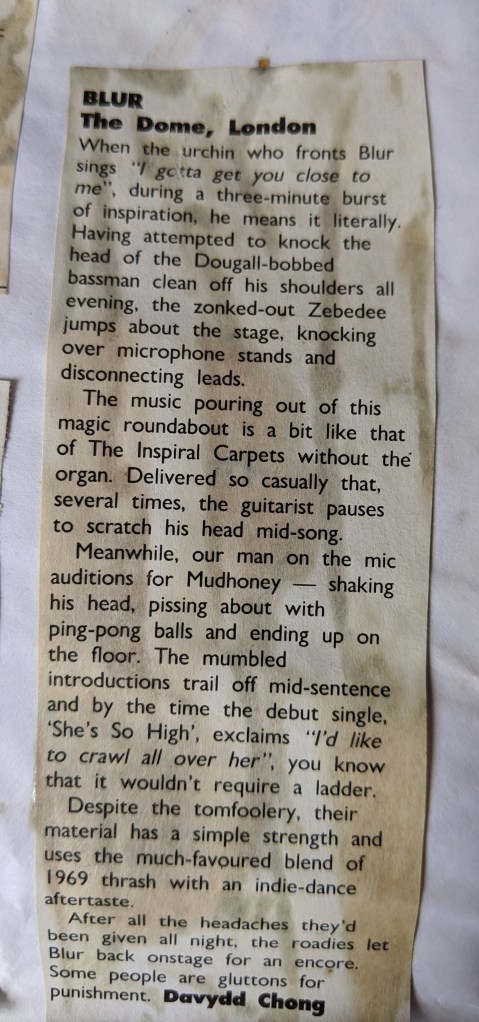 BLUR
The Dome, London
When the urchin who fronts Blur
sings "I gotta get you close to
me", during a three-minute burst
of inspiration, he means it literally.
Having attempted to knock the
head of the Dougall-bobbed
bassman clean off his shoulders all
evening, the zonked-out Zebedee
jumps about the stage, knocking
over microphone stands and
disconnecting leads.
The music pouring out of this
magic roundabout is a bit like that
of The Inspiral Carpets without the
organ. Delivered so casually that,
several times, the guitarist pauses
to scratch his head mid-song.
Meanwhile, our man on the mic
auditions for Mudhoney — shaking
his head, pissing about with
ping-pong balls and ending up on
the floor. The mumbled
introductions trail off mid-sentence
and by the time the debut single,
'She's So High', exclaims "I'd like
to crawl all over her", you know
that it wouldn't require a ladder.
Despite the tomfoolery, their
material has a simple strength and
uses the much-favoured blend of
1969 thrash with an indie-dance
aftertaste.
After all the headaches they'd
been given all night, the roadies let
Blur back onstage for an encore.
Some people are gluttons for
punishment. Davydd Chong